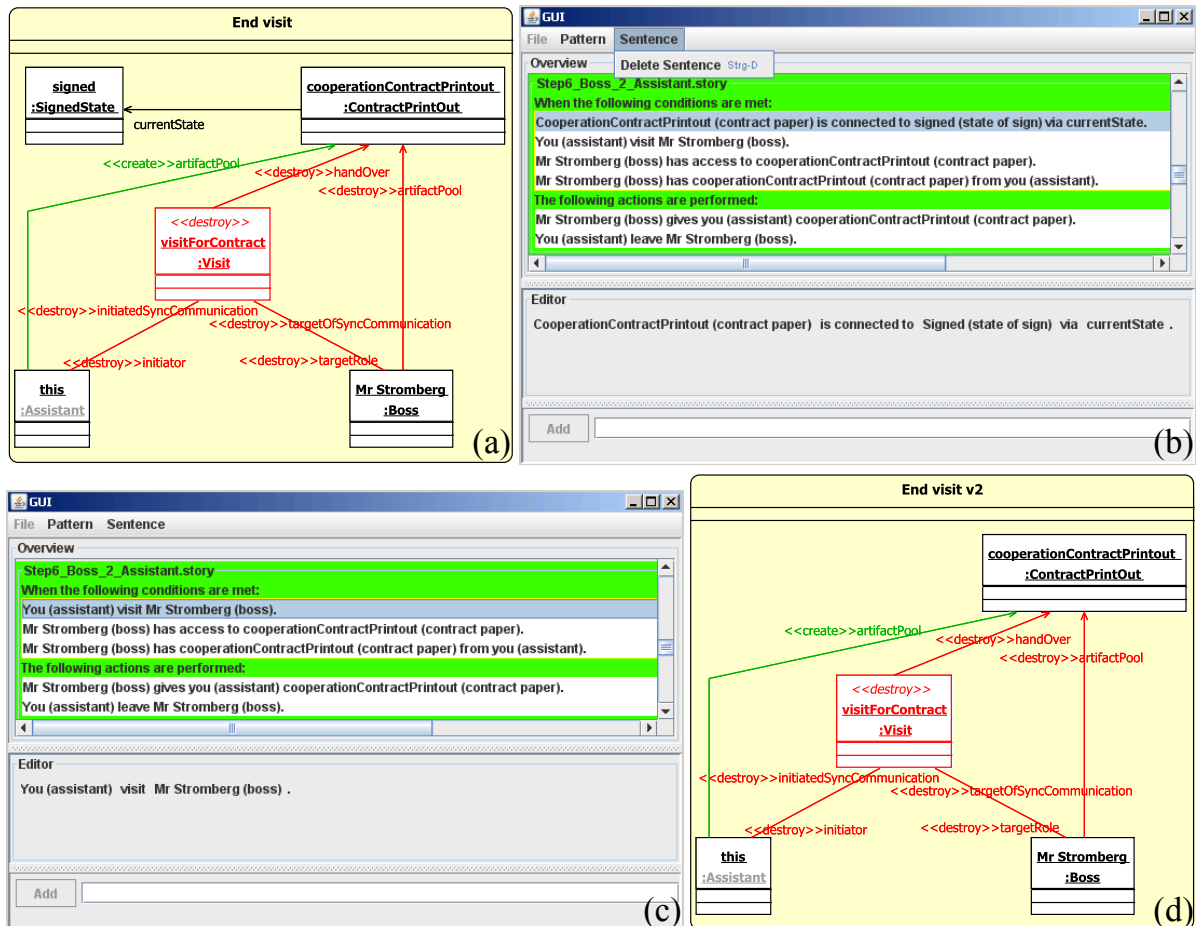 End visit
signed
:SignedState
cooperationContractPrintout
:ContractPrintOut
currentState
<<create>>artifactPool
<<destroy>>handOver
<<destroy>>artifactPool
<<destroy>>
visitForContract
:Visit
<<destroy>>initiatedSyncCommunication
<<destroy>>targetOfSyncCommunication
<<destroy>>initiator
<<destroy>>targetRole
this
:Assistant
Mr Stromberg
:Boss
(a)
GUI
File Pattern Sentence
Delete Sentence Strg-D
Overview
Step6_Boss_2_Assistant.story
When the following conditions are met:
CooperationContractPrintout (contract paper) is connected to signed (state of sign) via currentState.
You (assistant) visit Mr Stromberg (boss).
Mr Stromberg (boss) has access to cooperationContractPrintout (contract paper).
Mr Stromberg (boss) has cooperationContractPrintout (contract paper) from you (assistant).
The following actions are performed:
Mr Stromberg (boss) gives you (assistant) cooperationContractPrintout (contract paper).
You (assistant) leave Mr Stromberg (boss).
Editor
CooperationContractPrintout (contract paper) is connected to Signed (state of sign) via currentState .
Add
(b)
GUI
File Pattern Sentence
Overview
Step6_Boss_2_Assistant.story
When the following conditions are met:
You (assistant) visit Mr Stromberg (boss).
Mr Stromberg (boss) has access to cooperationContractPrintout (contract paper).
Mr Stromberg (boss) has cooperationContractPrintout (contract paper) from you (assistant).
The following actions are performed:
Mr Stromberg (boss) gives you (assistant) cooperationContractPrintout (contract paper).
You (assistant) leave Mr Stromberg (boss).
Editor
You (assistant) visit Mr Stromberg (boss) .
Add
(c)
End visit v2
cooperationContractPrintout
:ContractPrintOut
<<create>>artifactPool
<<destroy>>handOver
<<destroy>>artifactPool
<<destroy>>
visitForContract
:Visit
<<destroy>>initiatedSyncCommunication
<<destroy>>targetOfSyncCommunication
<<destroy>>initiator
<<destroy>>targetRole
this
:Assistant
Mr Stromberg
:Boss
(d)